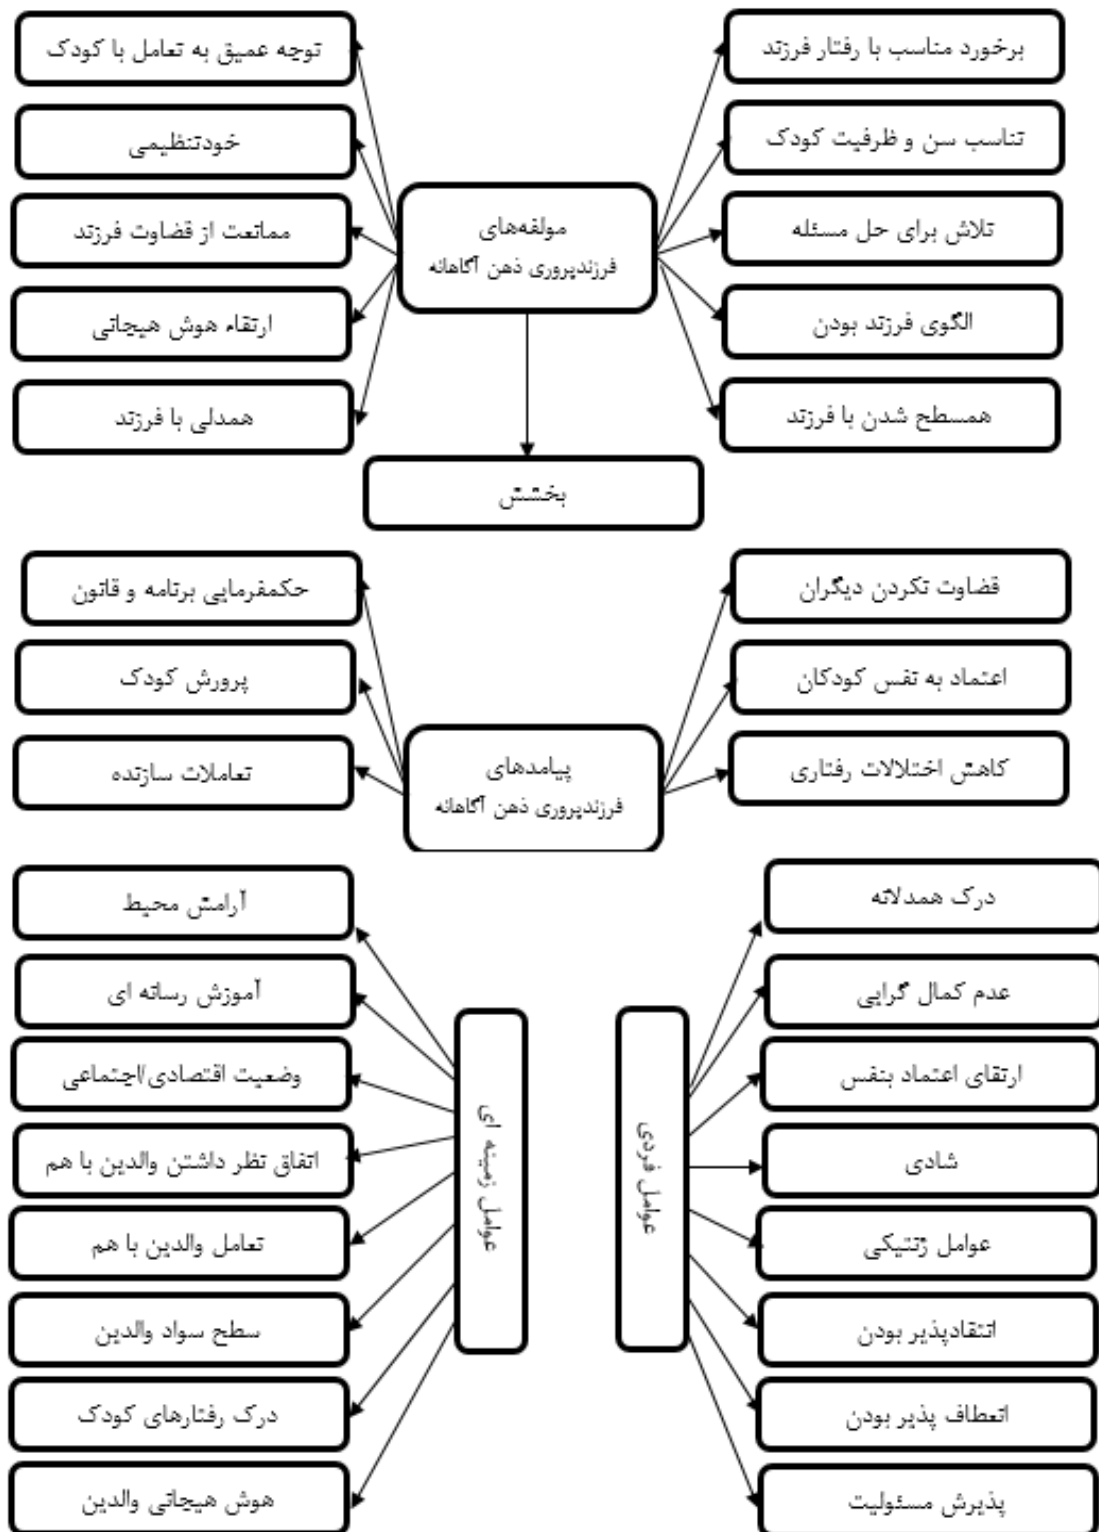 برخورد مناسب با رفتار فرزند
توجه عمیق به تعامل با کودک
تناسب سن و ظرفیت کودک
خودتنظیمی
مولقه‌های
فرزندپروری ذهن آگاهانه
تلاش برای حل مسئله
ممانعت از قضاوت فرزند
الگوی فرزند بودن
ارتقاء هوش هیجانی
همسطح شدن با فرزند
همدلی با فرزند
بخشش
قضاوت نکردن دیگران
حکمفرمایی برنامه و قانون
اعتماد به نفس کودکان
پرورش کودک
پیامدهای
فرزندپروری ذهن آگاهانه
کاهش اختلالات رفتاری
تعاملات سازنده
عوامل فردی
درک همدلانه
عدم کمال گرایی
ارتقای اعتماد بنفس
شادی
عوامل ژنتیکی
انتقادپذیر بودن
انعطاف پذیر بودن
پذیرش مسئولیت
عوامل زمینه ای
آرامش محیط
آموزش رسانه ای
وضعیت اقتصادی/اجتماعی
اتفاق نظر داشتن والدین با هم
تعامل والدین با هم
سطح سواد والدین
درک رفتارهای کودک
هوش هیجانی والدین